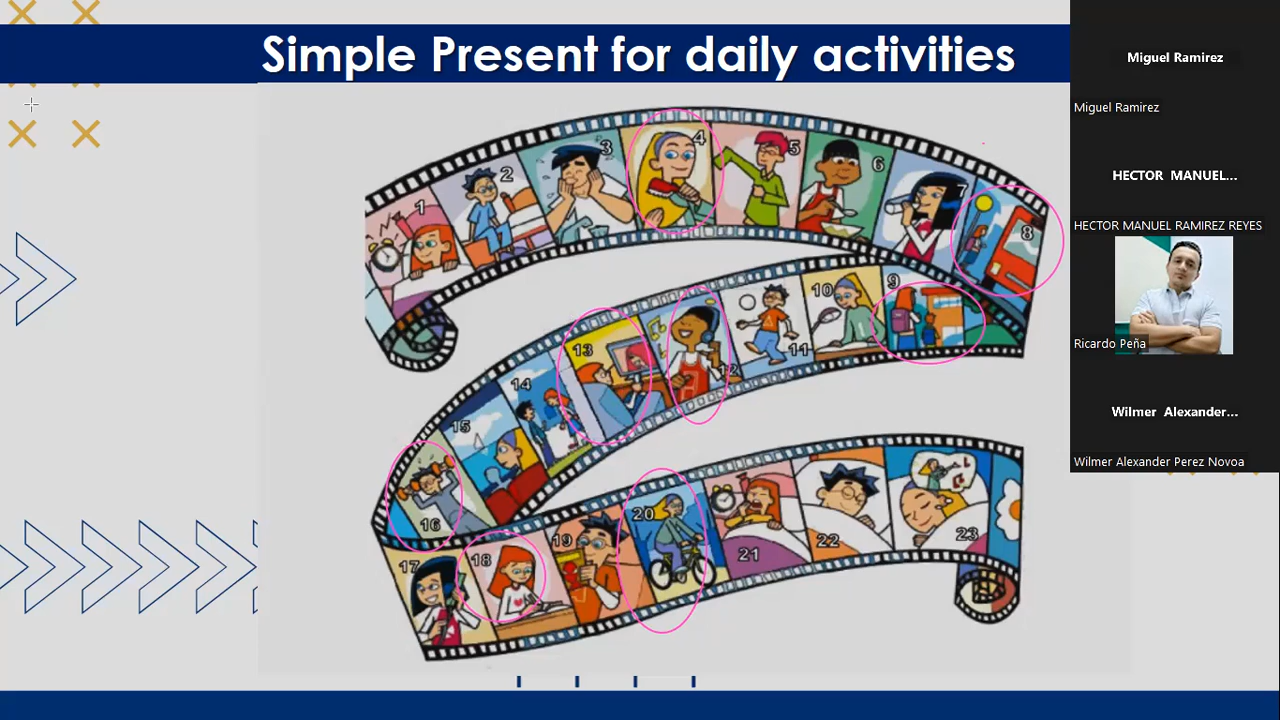 Simple Present for daily activities
1
2
3
4
5
6
7
8
9
10
11
12
13
14
15
16
17
18
19
20
21
22
23
Miguel Ramirez
Miguel Ramirez
HECTOR MANUEL...
HECTOR MANUEL RAMIREZ REYES
Ricardo Peña
Wilmer Alexander...
Wilmer Alexander Perez Novoa